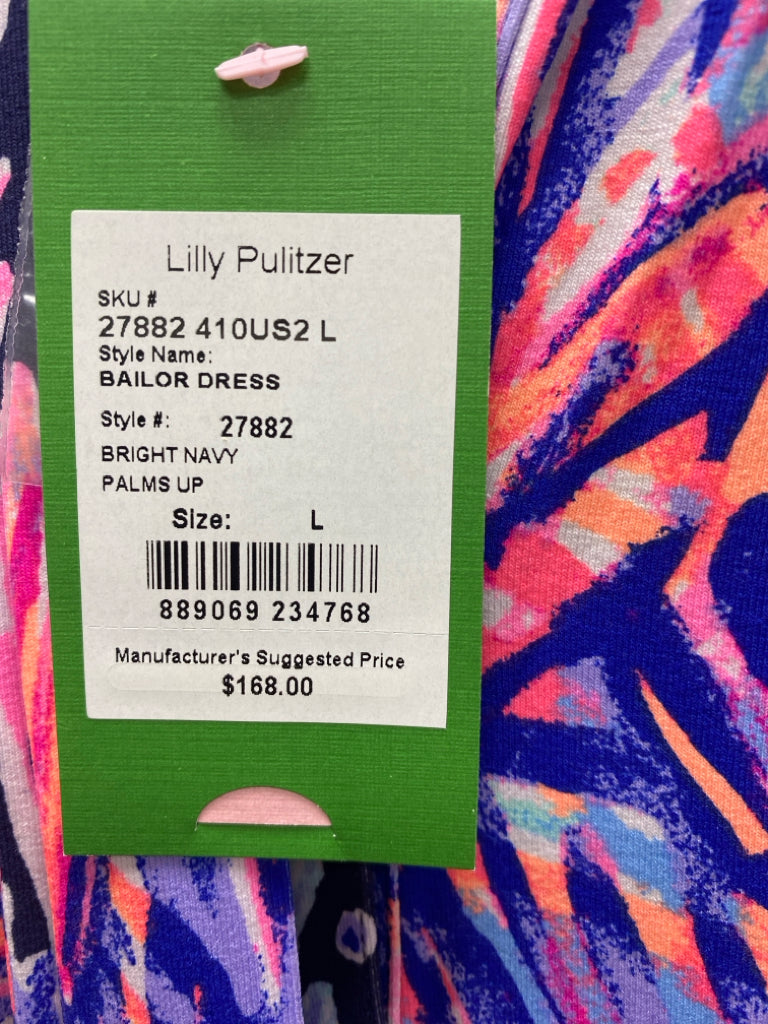 Lilly Pulitzer
SKU #
27882 410US2 L
Style Name:
BAILOR DRESS
Style #: 27882
BRIGHT NAVY
PALMS UP
Size: L
889069 234768
Manufacturer's Suggested Price
$168.00